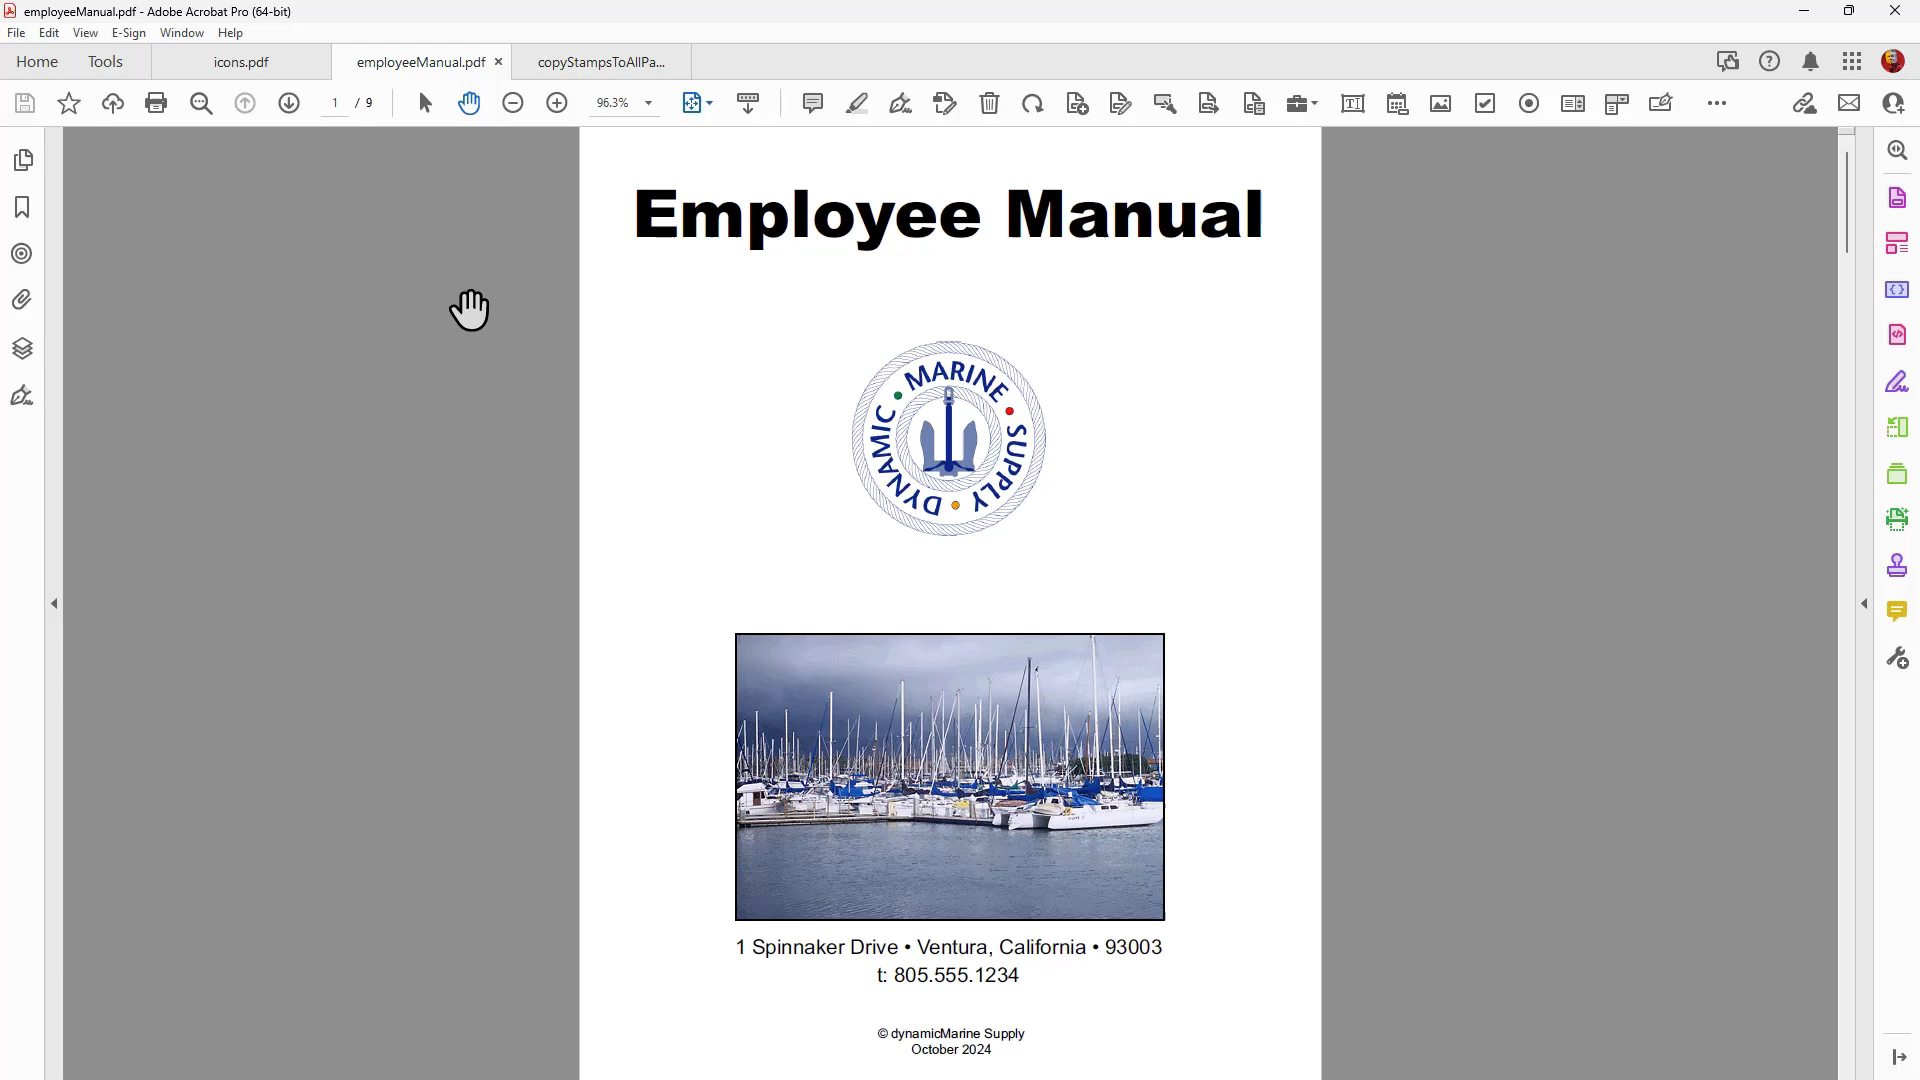 employeeManual.pdf - Adobe Acrobat Pro (64-bit)
File Edit View E-Sign Window Help
Home Tools icons.pdf employeeManual.pdf copyStampsToAllPa...
1 / 9 96.3%
Employee Manual
DYNAMIC • MARINE • SUPPLY •
1 Spinnaker Drive • Ventura, California • 93003
t: 805.555.1234
© dynamicMarine Supply
October 2024